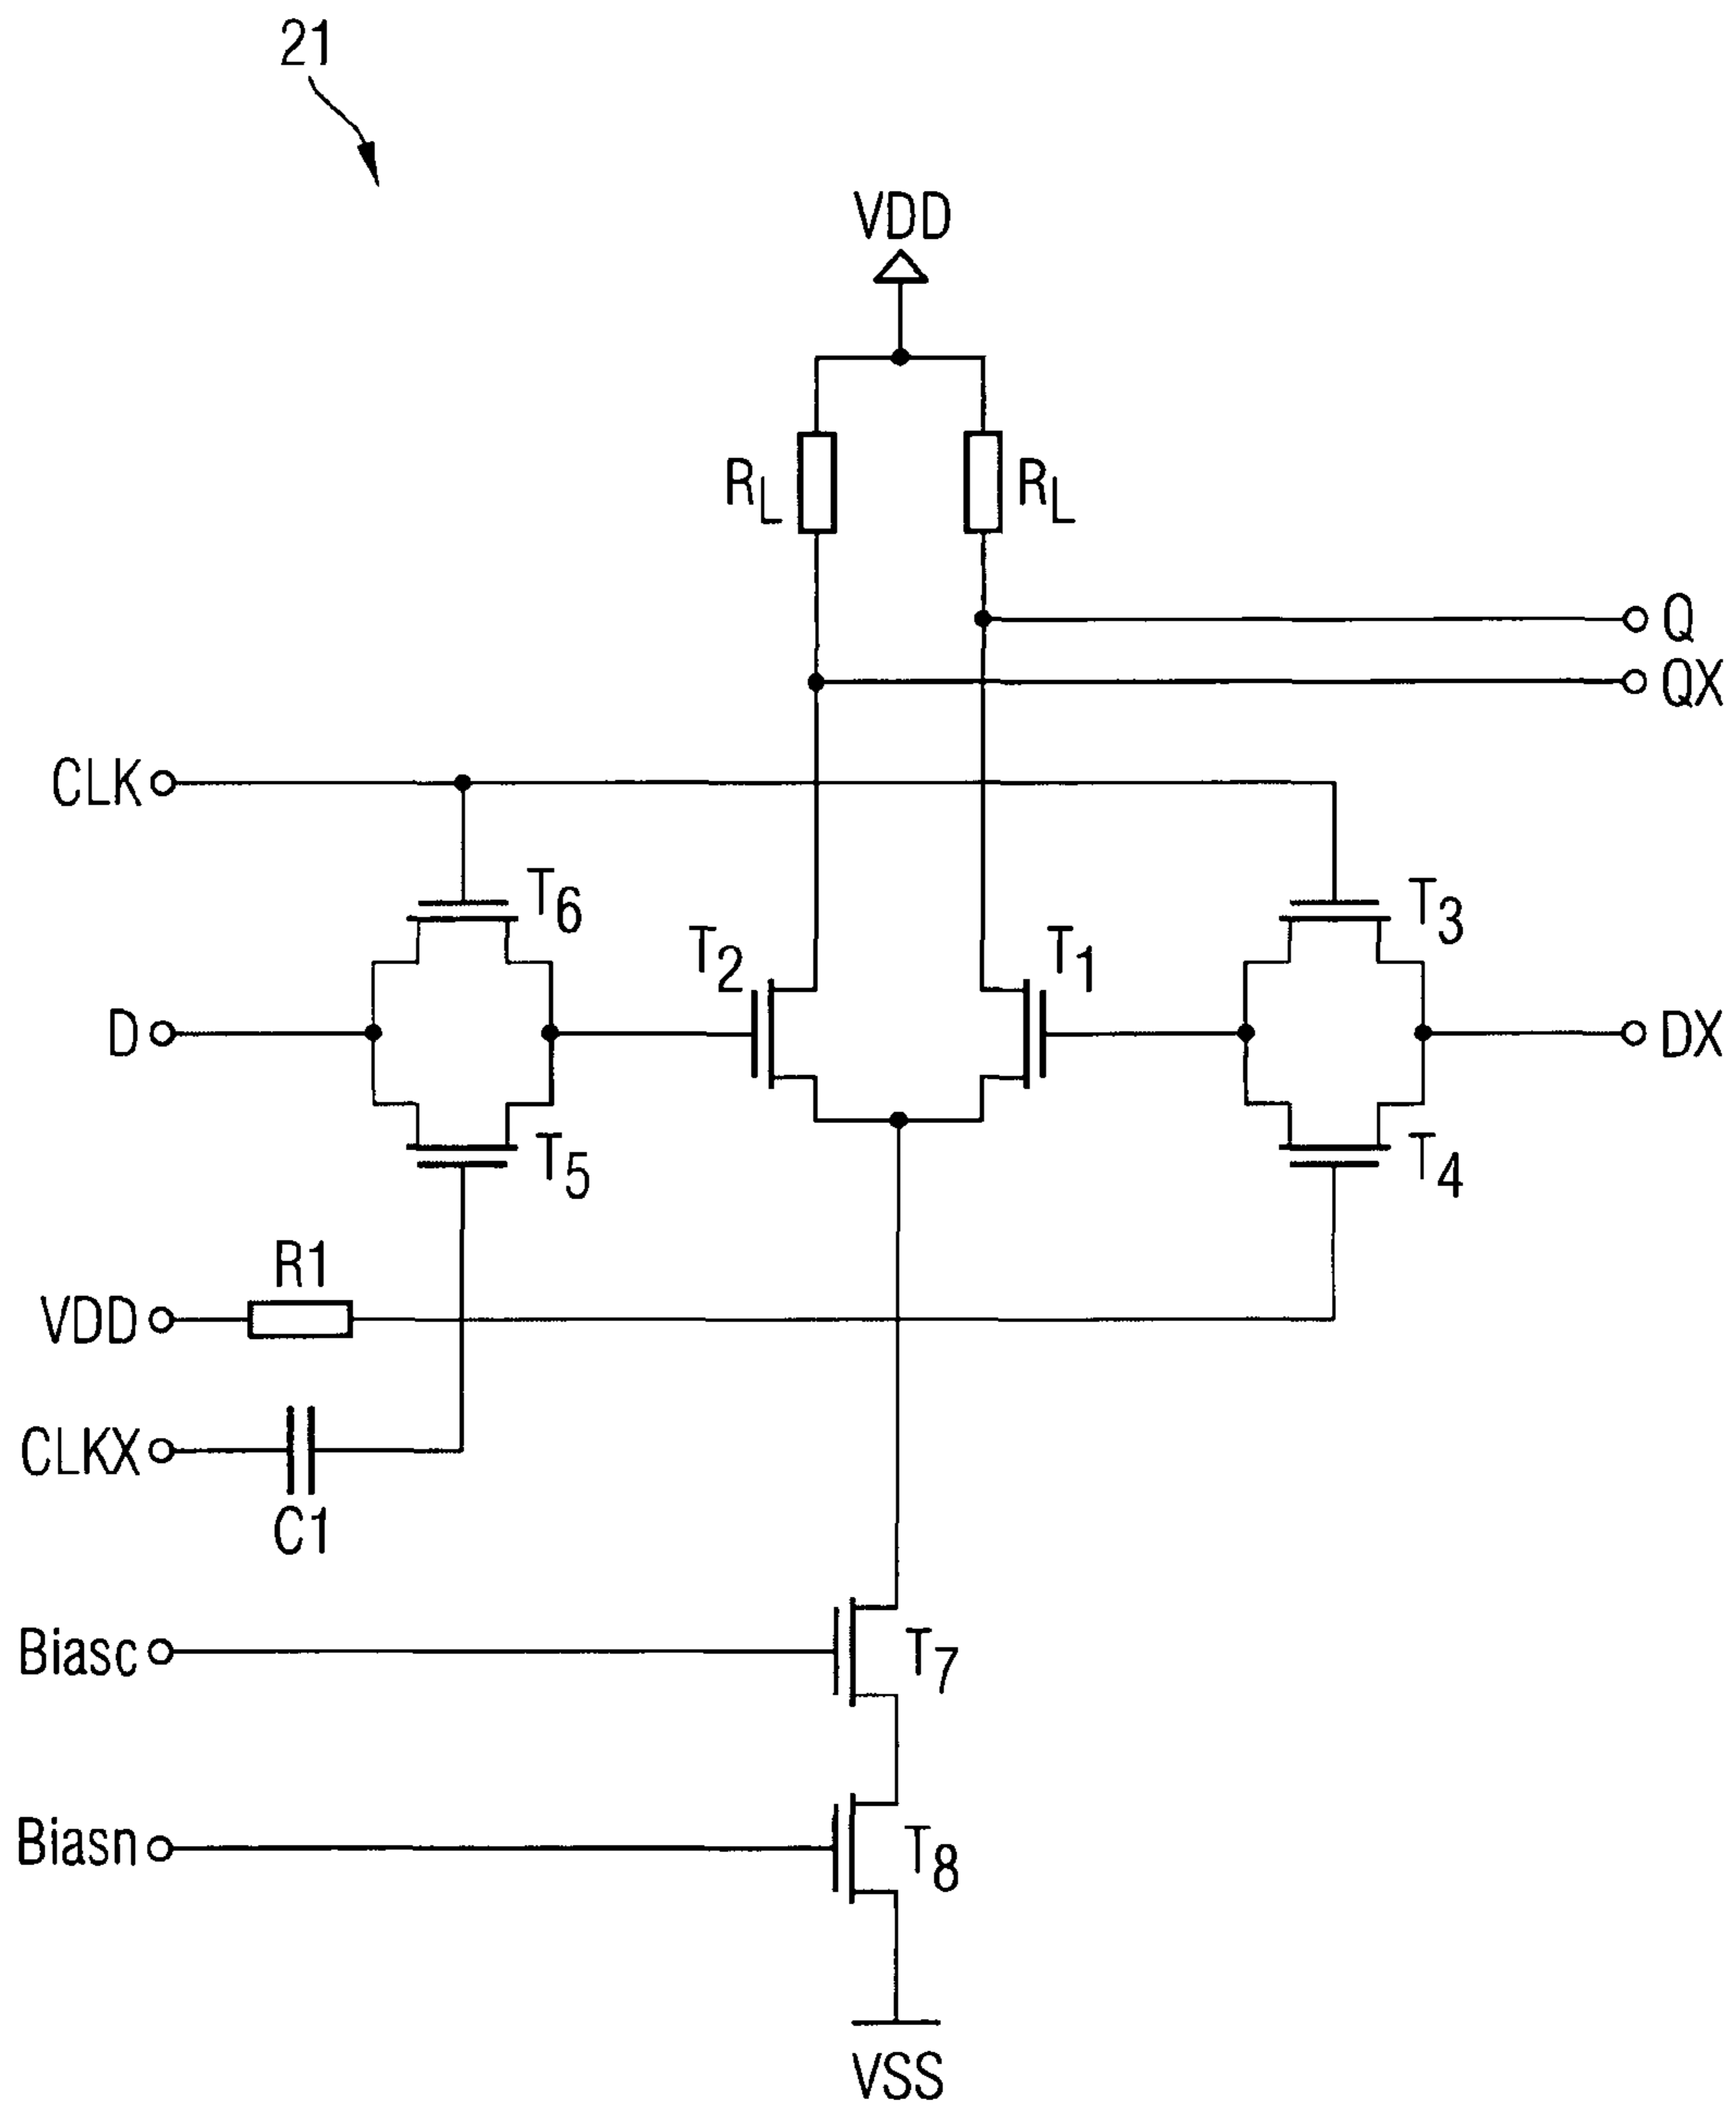 21
VDD
RL
RL
Q
QX
CLK
T6
T3
T2
T1
D
DX
T5
T4
R1
VDD
CLKX
C1
Biasc
T7
Biasn
T8
VSS